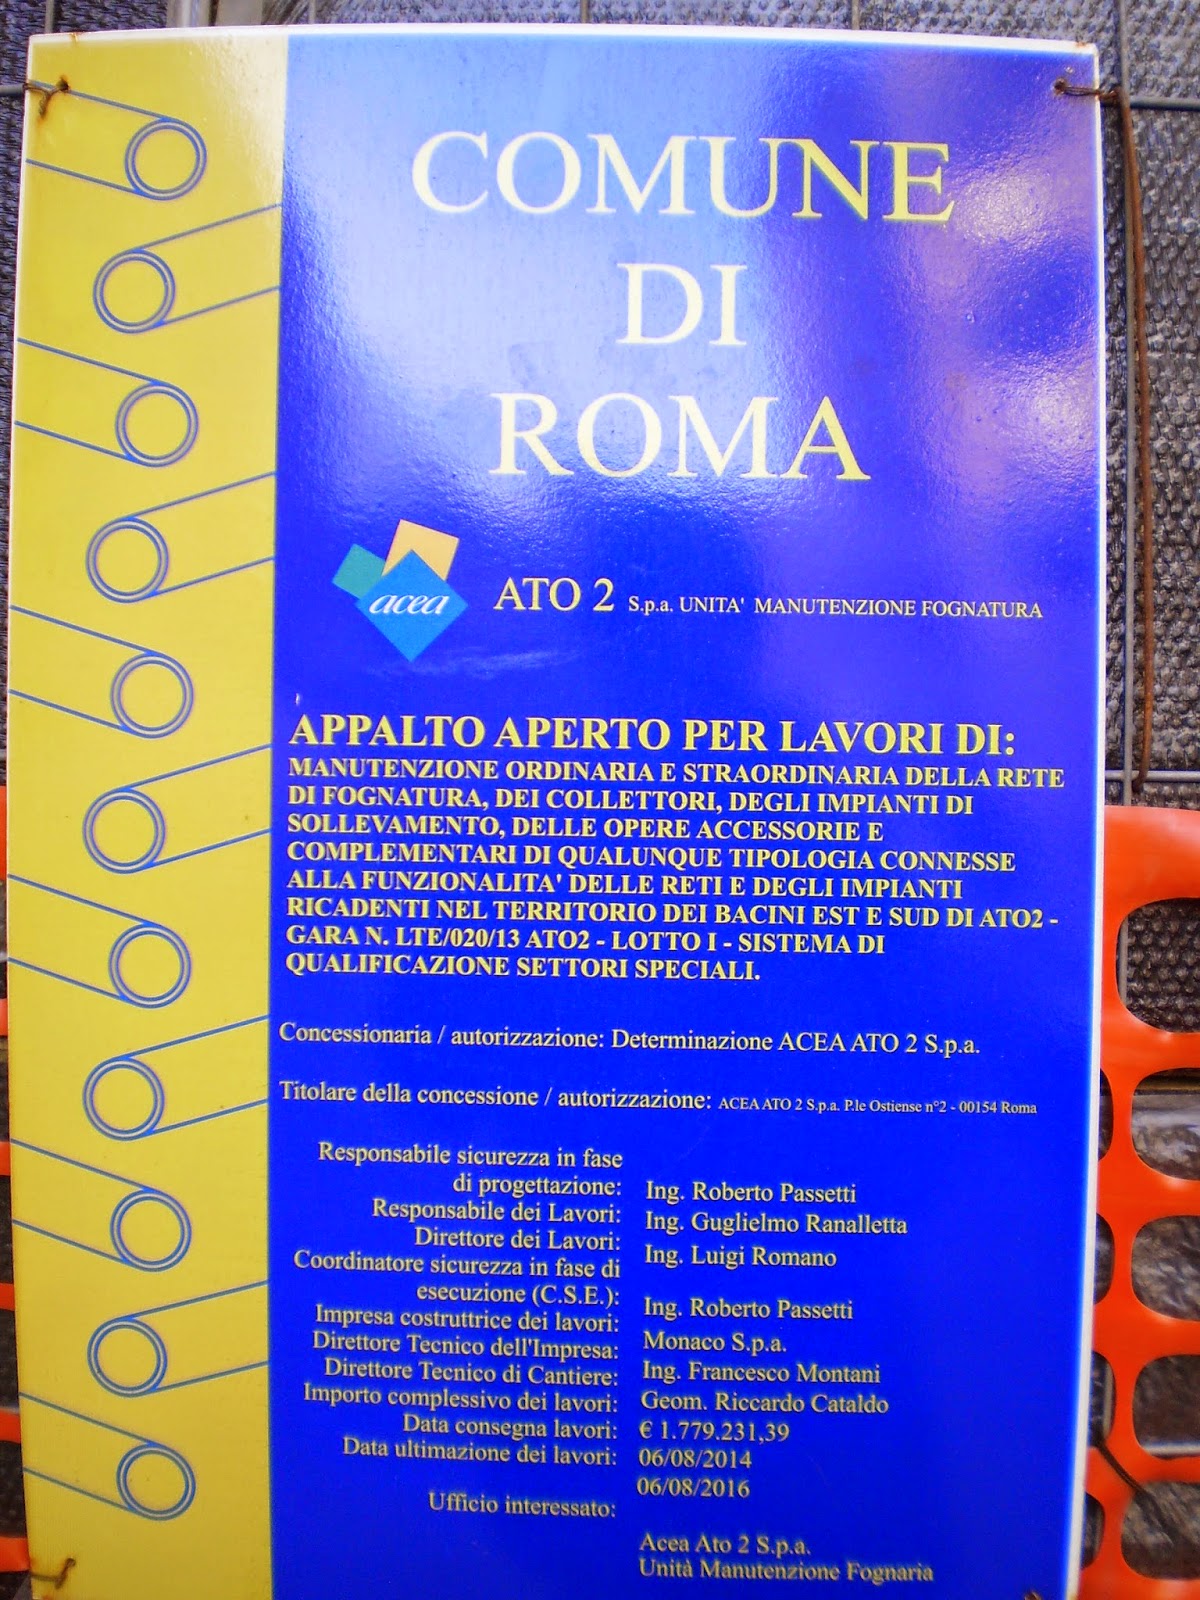 COMUNE
DI
ROMA
acea
ATO 2 S.p.a. UNITA' MANUTENZIONE FOGNATURA
APPALTO APERTO PER LAVORI DI:
MANUTENZIONE ORDINARIA E STRAORDINARIA DELLA RETE
DI FOGNATURA, DEI COLLETTORI, DEGLI IMPIANTI DI
SOLLEVAMENTO, DELLE OPERE ACCESSORIE E
COMPLEMENTARI DI QUALUNQUE TIPOLOGIA CONNESSE
ALLA FUNZIONALITA' DELLE RETI E DEGLI IMPIANTI
RICADENTI NEL TERRITORIO DEI BACINI EST E SUD DI ATO2 -
GARA N. LTE/020/13 ATO2 - LOTTO I - SISTEMA DI
QUALIFICAZIONE SETTORI SPECIALI.
Concessionaria / autorizzazione: Determinazione ACEA ATO 2 S.p.a.
Titolare della concessione / autorizzazione: ACEA ATO 2 S.p.a. P.le Ostiense n°2 - 00154 Roma
Responsabile sicurezza in fase
di progettazione: Ing. Roberto Passetti
Responsabile dei Lavori: Ing. Guglielmo Ranalletta
Direttore dei Lavori: Ing. Luigi Romano
Coordinatore sicurezza in fase di
esecuzione (C.S.E.): Ing. Roberto Passetti
Impresa costruttrice dei lavori: Monaco S.p.a.
Direttore Tecnico dell'Impresa: Ing. Francesco Montani
Direttore Tecnico di Cantiere: Geom. Riccardo Cataldo
Importo complessivo dei lavori: € 1.779.231,39
Data consegna lavori: 06/08/2014
Data ultimazione dei lavori: 06/08/2016
Ufficio interessato:
Acea Ato 2 S.p.a.
Unità Manutenzione Fognaria